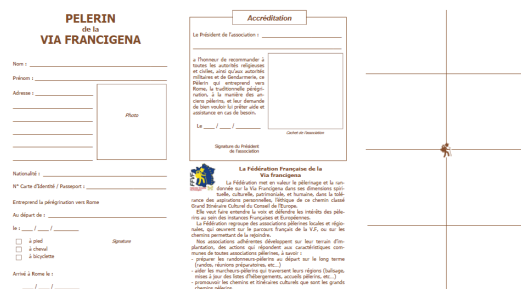 PELERIN
de la
VIA FRANCIGENA
Nom :
Prénom :
Adresse :
Photo
Nationalité :
N° Carte d'Identité / Passeport :
Entreprend la pérégrination vers Rome
Au départ de :
le : / /
à pied
à cheval
à bicyclette
Signature
Arrivé à Rome le :
/ /
Accréditation
Le Président de l'association :
a l'honneur de recommander à
toutes les autorités religieuses
et civiles, ainsi qu'aux autorités
militaires et de Gendarmerie, ce
Pèlerin qui entreprend vers
Rome, la traditionnelle pérégri-
nation, à la manière des an-
ciens pèlerins, et leur demande
de bien vouloir lui prêter aide et
assistance en cas de besoin.
Le / /
Cachet de l'association
Signature du Président
de l'association
La Fédération Française de la
Via francigena
La Fédération met en valeur le pèlerinage et la ran-
donnée sur la Via Francigena dans ses dimensions spiri-
tuelle, culturelle, patrimoniale, et humaine, dans la tolé-
rance des aspirations personnelles, l'éthique de ce chemin classé
Grand Itinéraire Culturel du Conseil de l'Europe.
Elle veut faire entendre la voix et défendre les intérêts des pèle-
rins au sein des instances Françaises et Européennes.
La Fédération regroupe des associations pèlerines locales et régio-
nales, qui œuvrent sur le parcours français de la V.F, ou sur les
chemins permettant de la rejoindre.
Nos associations adhérentes développent sur leur terrain d'im-
plantation, des actions qui répondent aux caractéristiques com-
munes de toutes associations pèlerines, à savoir :
- préparer les randonneurs-pèlerins au départ sur le long terme
(randos, réunions préparatoires, etc...)
- aider les marcheurs-pèlerins qui traversent leurs régions (balisage,
mises à jour des listes d'hébergements, accueils pèlerins, etc...)
- promouvoir les chemins et itinéraires culturels que sont les grands
chemins pèlerins